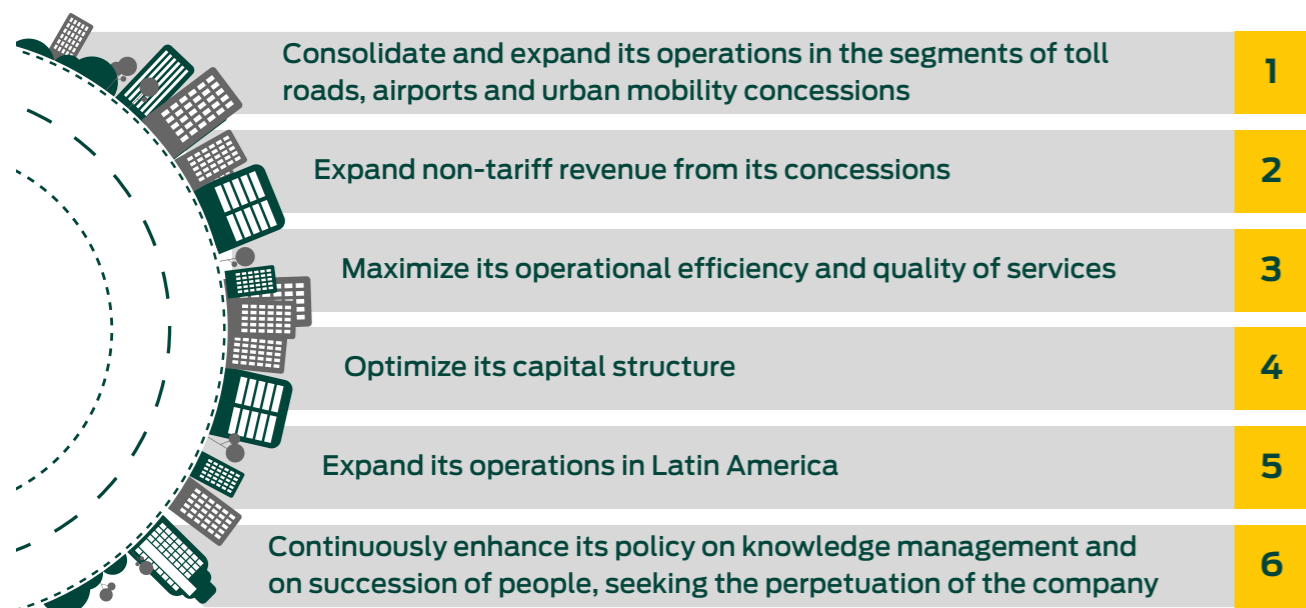 Consolidate and expand its operations in the segments of toll
roads, airports and urban mobility concessions
1
Expand non-tariff revenue from its concessions
2
Maximize its operational efficiency and quality of services
3
Optimize its capital structure
4
Expand its operations in Latin America
5
Continuously enhance its policy on knowledge management and
on succession of people, seeking the perpetuation of the company
6